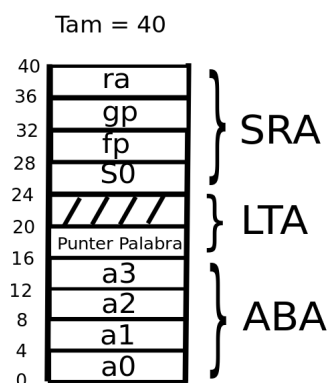 Tam = 40
40
ra
36
gp
32
fp
28
S0
24
20
Punter Palabra
16
a3
12
a2
8
a1
4
a0
0
SRA
LTA
ABA